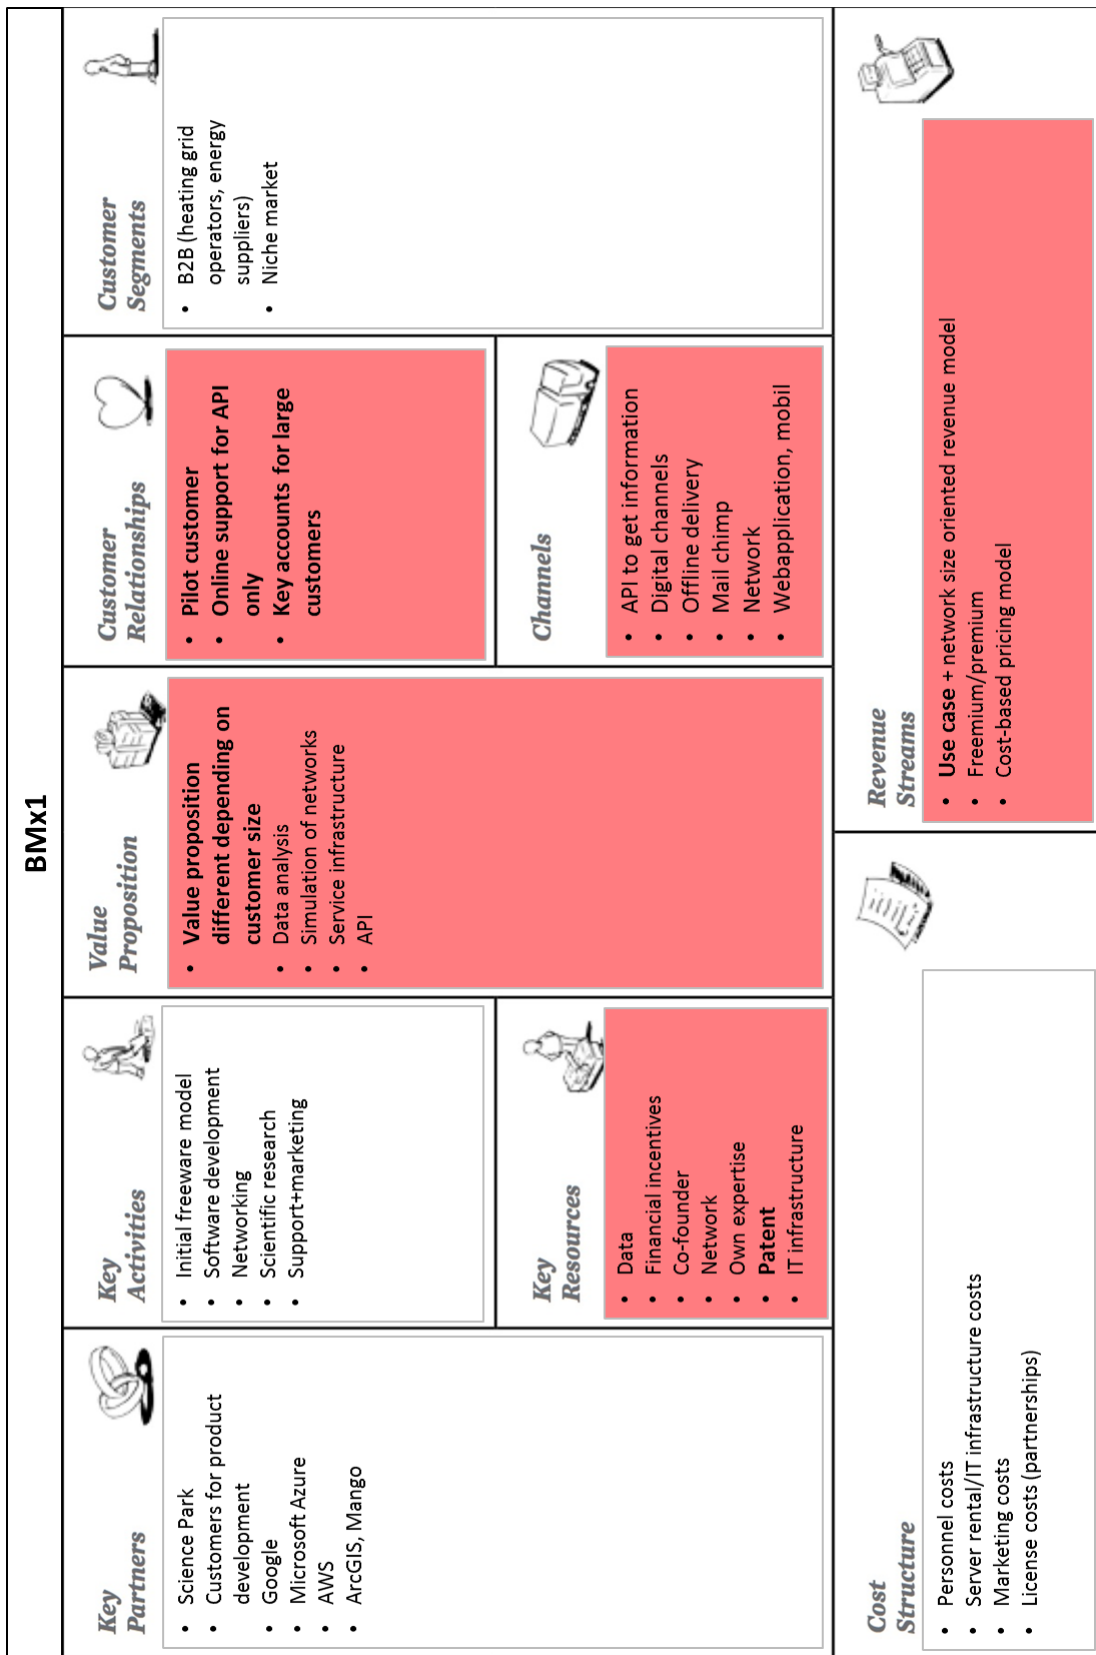 BMx1
Key
Partners
• Science Park
• Customers for product
development
• Google
• Microsoft Azure
• AWS
• ArcGIS, Mango
Key
Activities
• Initial freeware model
• Software development
• Networking
• Scientific research
• Support+marketing
Key
Resources
• Data
• Financial incentives
• Co-founder
• Network
• Own expertise
• Patent
• IT infrastructure
Value
Proposition
• Value proposition
different depending on
customer size
• Data analysis
• Simulation of networks
• Service infrastructure
• API
Customer
Relationships
• Pilot customer
• Online support for API
only
• Key accounts for large
customers
Channels
• API to get information
• Digital channels
• Offline delivery
• Mail chimp
• Network
• Webapplication, mobil
Customer
Segments
• B2B (heating grid
operators, energy
suppliers)
• Niche market
Cost
Structure
• Personnel costs
• Server rental/IT infrastructure costs
• Marketing costs
• License costs (partnerships)
Revenue
Streams
• Use case + network size oriented revenue model
• Freemium/premium
• Cost-based pricing model